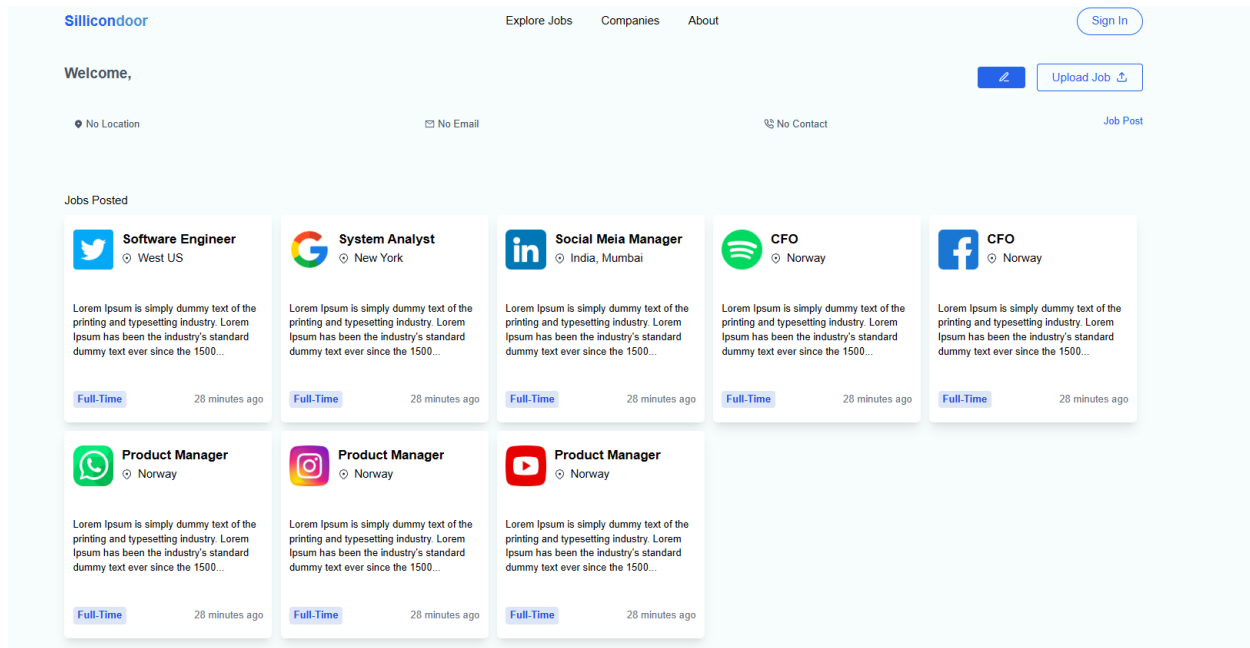 Sillicondoor
Explore Jobs Companies About
Sign In
Welcome,
Upload Job
No Location
No Email
No Contact
Job Post
Jobs Posted
Software Engineer
West US
Lorem Ipsum is simply dummy text of the
printing and typesetting industry. Lorem
Ipsum has been the industry's standard
dummy text ever since the 1500...
Full-Time 28 minutes ago
System Analyst
New York
Lorem Ipsum is simply dummy text of the
printing and typesetting industry. Lorem
Ipsum has been the industry's standard
dummy text ever since the 1500...
Full-Time 28 minutes ago
in
Social Meia Manager
India, Mumbai
Lorem Ipsum is simply dummy text of the
printing and typesetting industry. Lorem
Ipsum has been the industry's standard
dummy text ever since the 1500...
Full-Time 28 minutes ago
CFO
Norway
Lorem Ipsum is simply dummy text of the
printing and typesetting industry. Lorem
Ipsum has been the industry's standard
dummy text ever since the 1500...
Full-Time 28 minutes ago
f
CFO
Norway
Lorem Ipsum is simply dummy text of the
printing and typesetting industry. Lorem
Ipsum has been the industry's standard
dummy text ever since the 1500...
Full-Time 28 minutes ago
Product Manager
Norway
Lorem Ipsum is simply dummy text of the
printing and typesetting industry. Lorem
Ipsum has been the industry's standard
dummy text ever since the 1500...
Full-Time 28 minutes ago
Product Manager
Norway
Lorem Ipsum is simply dummy text of the
printing and typesetting industry. Lorem
Ipsum has been the industry's standard
dummy text ever since the 1500...
Full-Time 28 minutes ago
Product Manager
Norway
Lorem Ipsum is simply dummy text of the
printing and typesetting industry. Lorem
Ipsum has been the industry's standard
dummy text ever since the 1500...
Full-Time 28 minutes ago